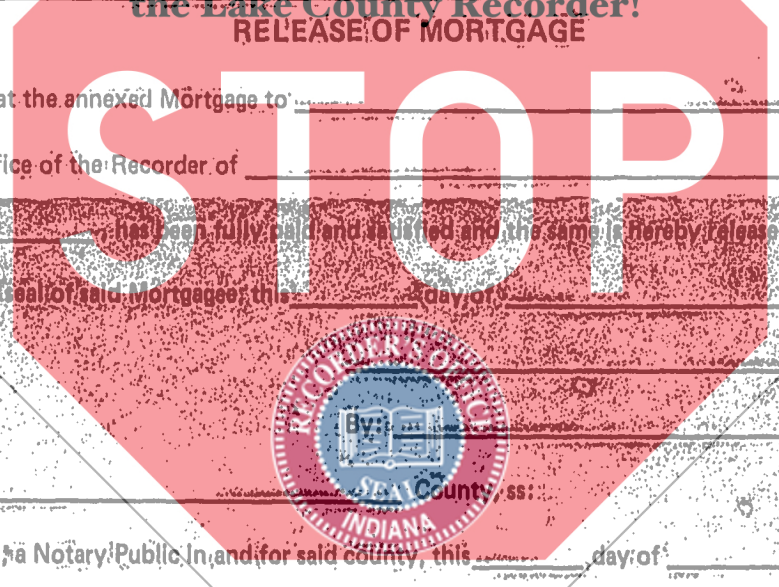 the Lake County Recorder!
RELEASE OF MORTGAGE
STOP
at the annexed Mortgage to
fice of the Recorder of
has been fully paid and satisfied and the same is hereby release
seal of said Mortgagee, this day of
RECORDER'S OFFICE
By:
SEAL
County, ss:
INDIANA
, a Notary Public in and for said county, this day of